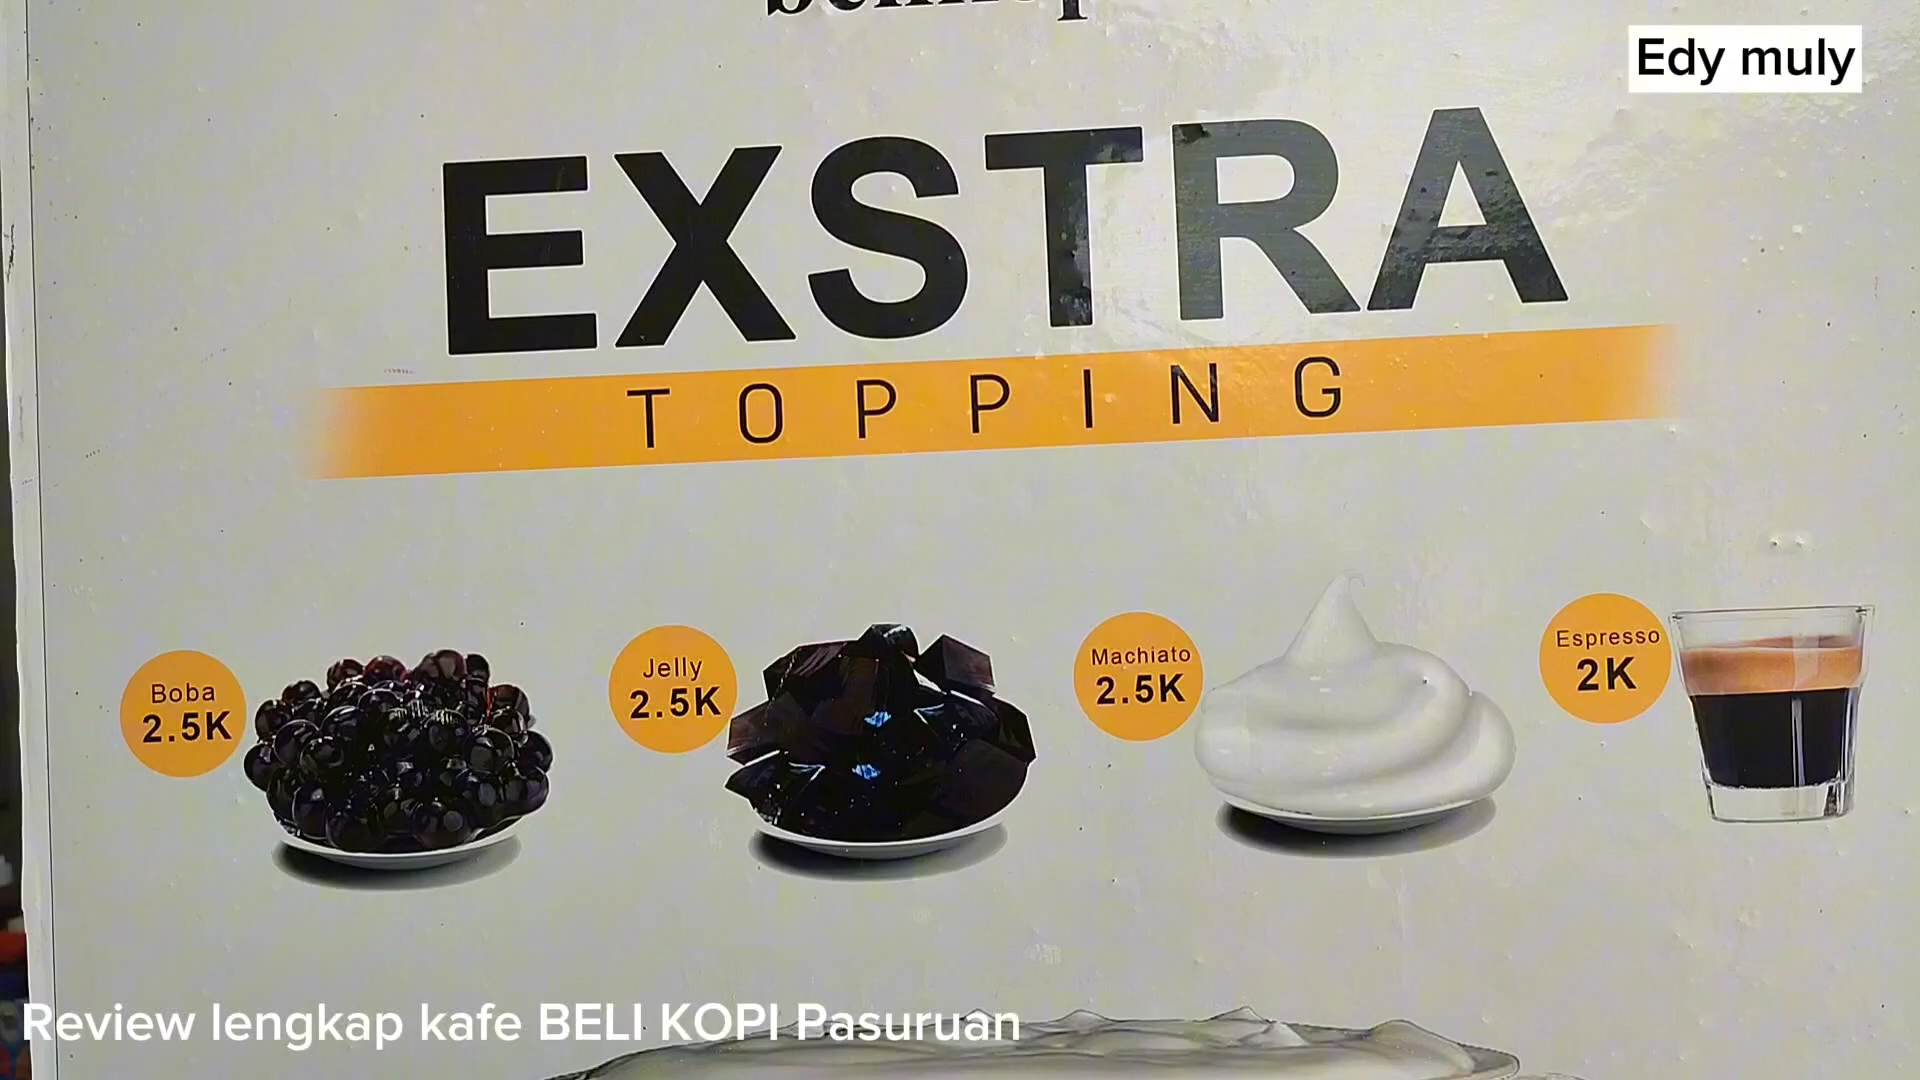 Edy muly
EXSTRA
TOPPING
Boba
2.5K
Jelly
2.5K
Machiato
2.5K
Espresso
2K
Review lengkap kafe BELI KOPI Pasuruan